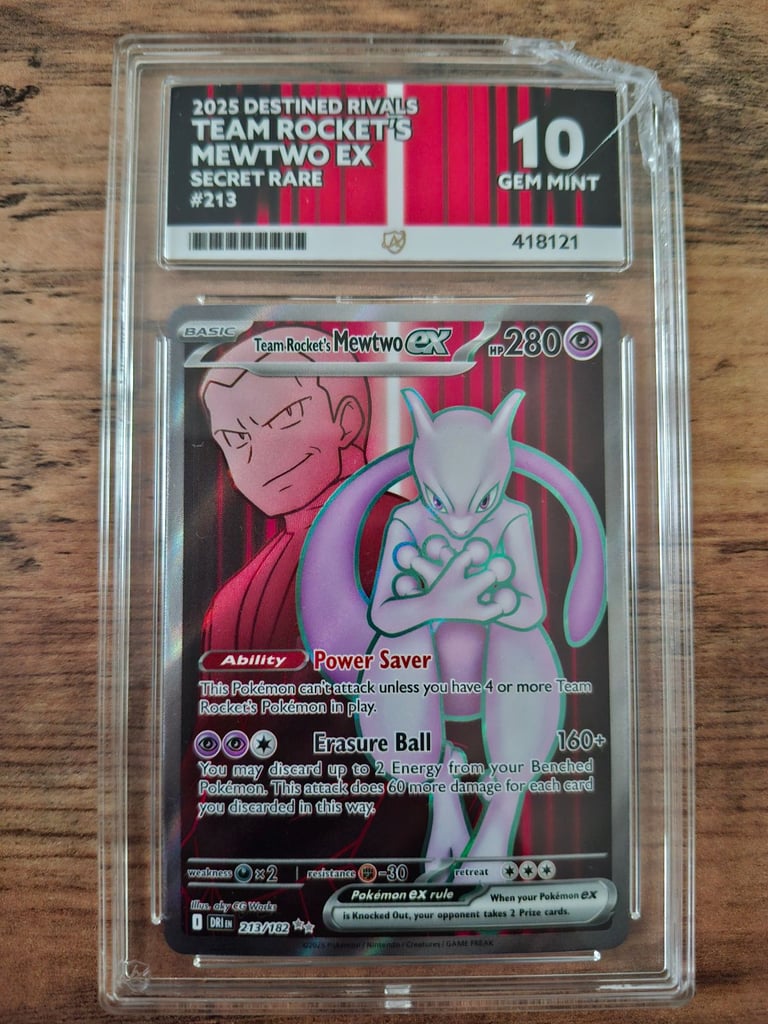 2025 DESTINED RIVALS
TEAM ROCKET'S
MEWTWO EX
SECRET RARE
#213
10
GEM MINT
418121
BASIC
Team Rocket's Mewtwo ex
HP 280
Ability Power Saver
This Pokémon can't attack unless you have 4 or more Team
Rocket's Pokémon in play.
Erasure Ball 160+
You may discard up to 2 Energy from your Benched
Pokémon. This attack does 60 more damage for each card
you discarded in this way.
weakness ×2 resistance -30 retreat
Pokémon ex rule
When your Pokémon ex
is Knocked Out, your opponent takes 2 Prize cards.
Illus. aky CG Works
DRI EN 213/182
©2025 Pokémon / Nintendo / Creatures / GAME FREAK